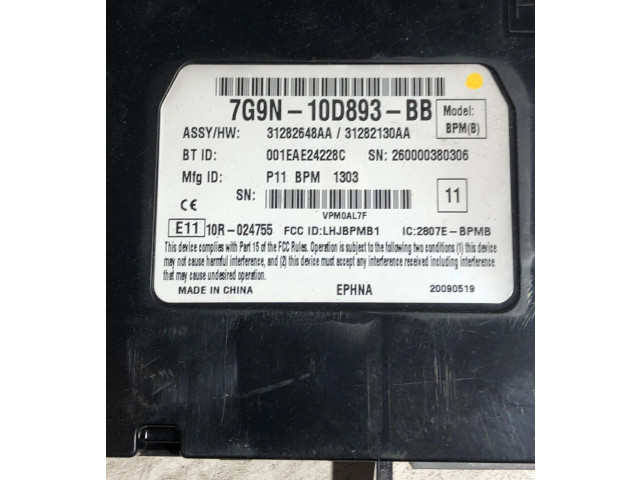 7G9N-10D893-BB
Model: BPM(B)
ASSY/HW: 31282648AA / 31282130AA
BT ID: 001EAE24228C SN: 260000380306
Mfg ID: P11 BPM 1303
SN:
VPM0AL7F
11
E11 10R-024755 FCC ID:LHJBPMB1 IC:2807E-BPMB
This device complies with Part 15 of the FCC Rules. Operation is subject to the following two conditions (1) this device
may not cause harmful interference, and (2) this device must accept any interference received, including interference
that may cause undesired operation.
MADE IN CHINA EPHNA 20090519